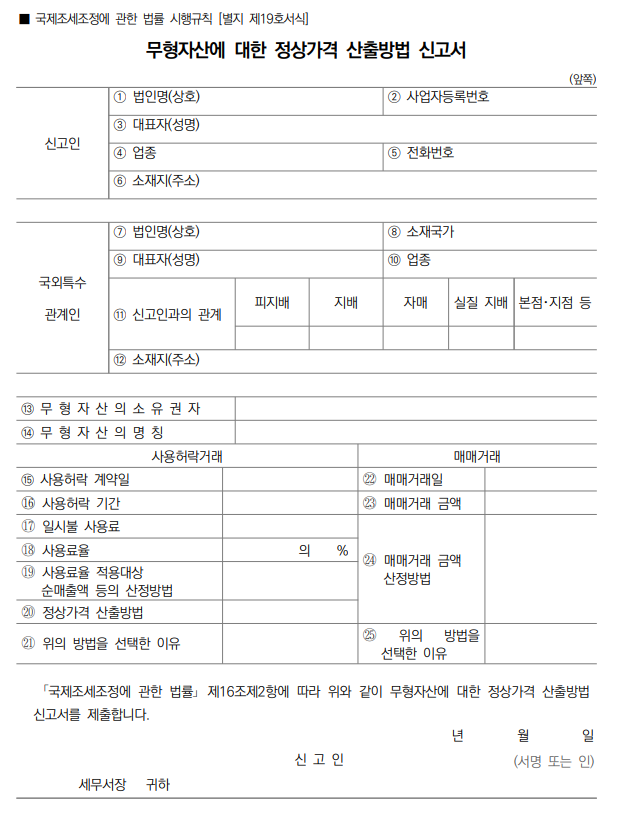 ■ 국제조세조정에 관한 법률 시행규칙 [별지 제19호서식]
무형자산에 대한 정상가격 산출방법 신고서
(앞쪽)
신고인
① 법인명(상호)
② 사업자등록번호
③ 대표자(성명)
④ 업종
⑤ 전화번호
⑥ 소재지(주소)
국외특수
관계인
⑦ 법인명(상호)
⑧ 소재국가
⑨ 대표자(성명)
⑩ 업종
⑪ 신고인과의 관계
피지배
지배
자매
실질 지배
본점·지점 등
⑫ 소재지(주소)
⑬ 무 형 자 산 의 소 유 권 자
⑭ 무 형 자 산 의 명 칭
사용허락거래
매매거래
⑮ 사용허락 계약일
㉒ 매매거래일
⑯ 사용허락 기간
㉓ 매매거래 금액
⑰ 일시불 사용료
⑱ 사용료율
의 %
㉔ 매매거래 금액
산정방법
⑲ 사용료율 적용대상
순매출액 등의 산정방법
⑳ 정상가격 산출방법
㉑ 위의 방법을 선택한 이유
㉕ 위의 방법을
선택한 이유
「국제조세조정에 관한 법률」 제16조제2항에 따라 위와 같이 무형자산에 대한 정상가격 산출방법
신고서를 제출합니다.
년 월 일
신 고 인
(서명 또는 인)
세무서장 귀하